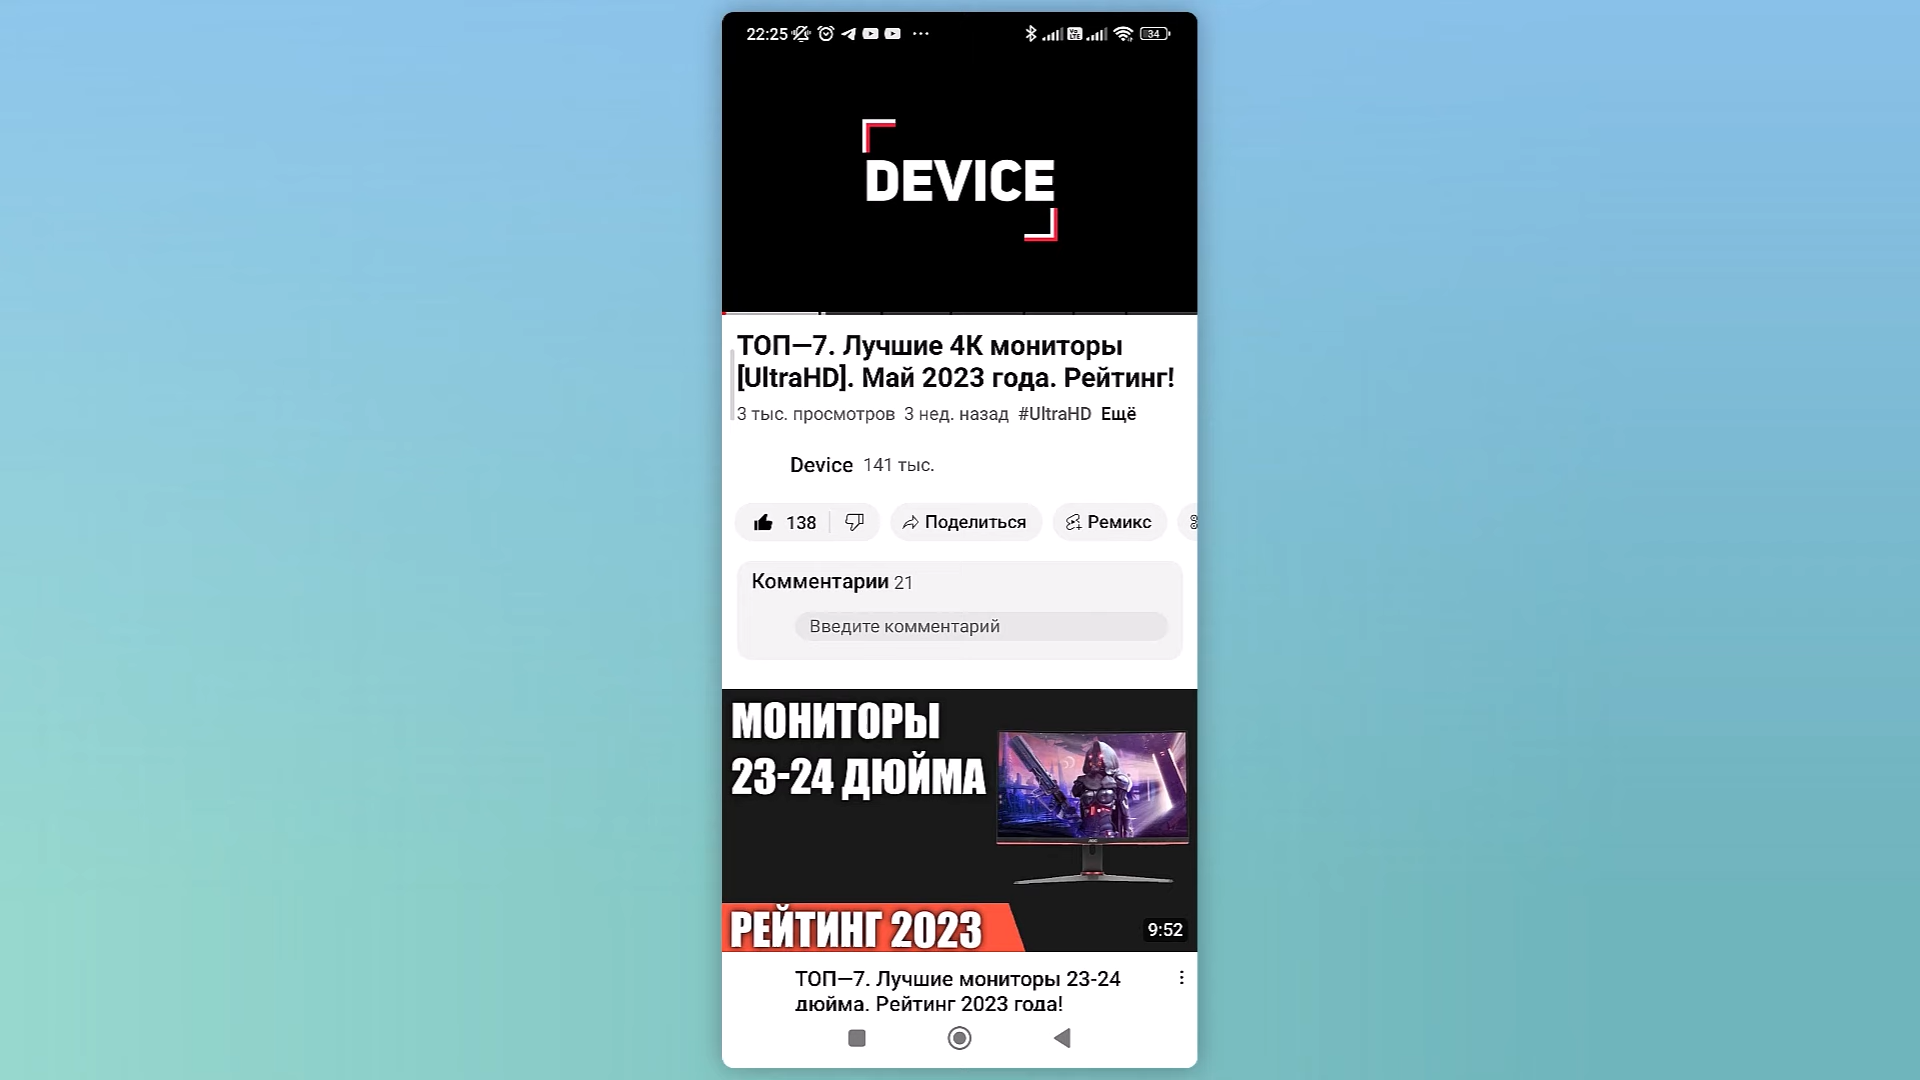 22:25
34
DEVICE
ТОП—7. Лучшие 4К мониторы
[UltraHD]. Май 2023 года. Рейтинг!
3 тыс. просмотров 3 нед. назад #UltraHD Ещё
Device 141 тыс.
138 Поделиться Ремикс
Комментарии 21
Введите комментарий
МОНИТОРЫ
23-24 ДЮЙМА
РЕЙТИНГ 2023
9:52
ТОП—7. Лучшие мониторы 23-24
дюйма. Рейтинг 2023 года!